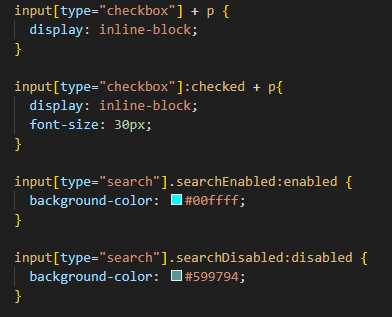 input[type="checkbox"] + p {
display: inline-block;
}
input[type="checkbox"]:checked + p{
display: inline-block;
font-size: 30px;
}
input[type="search"].searchEnabled:enabled {
background-color: #00ffff;
}
input[type="search"].searchDisabled:disabled {
background-color: #599794;
}